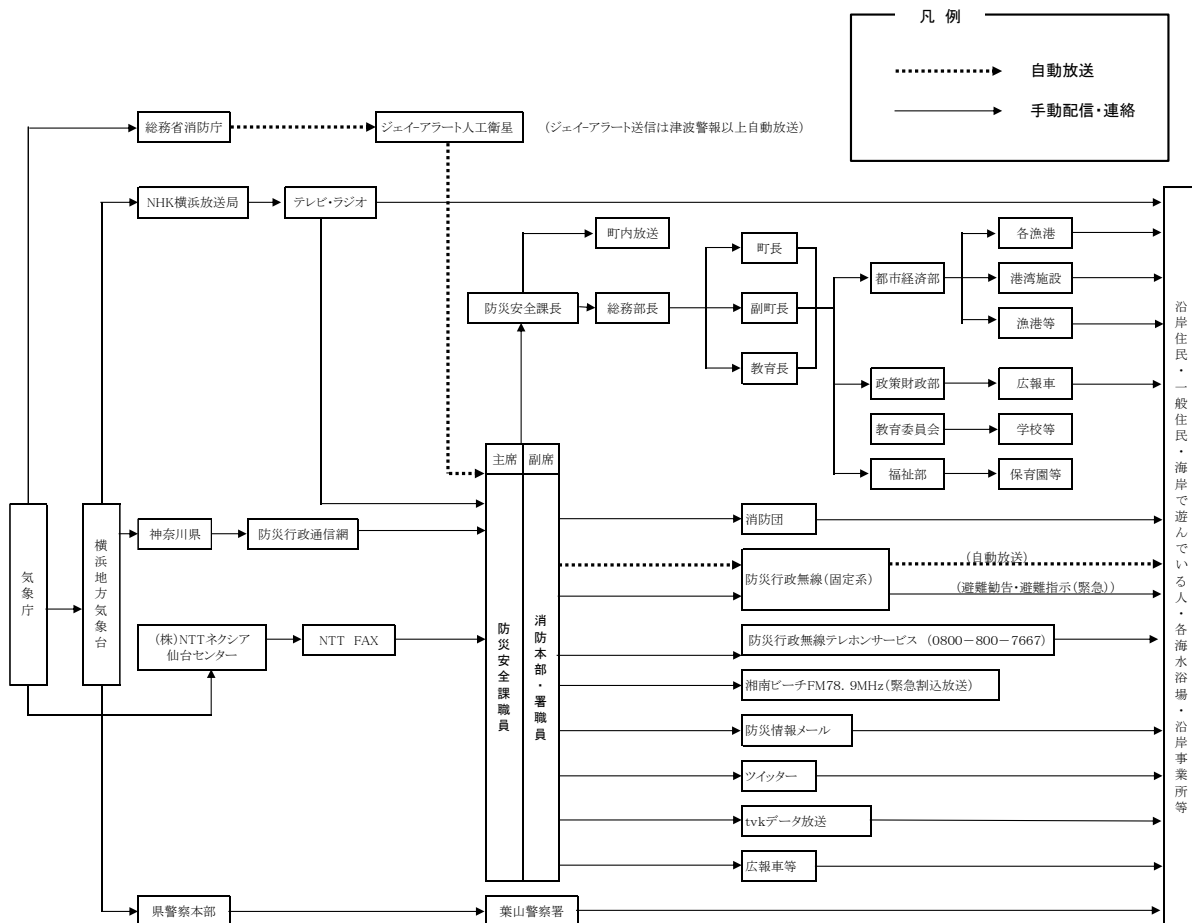 凡 例
自動放送
手動配信・連絡
総務省消防庁
ジェイ-アラート人工衛星
(ジェイ-アラート送信は津波警報以上自動放送)
NHK横浜放送局
テレビ・ラジオ
町内放送
町長
都市経済部
各漁港
港湾施設
防災安全課長
総務部長
副町長
漁港等
教育長
政策財政部
広報車
教育委員会
学校等
福祉部
保育園等
主席
副席
気象庁
横浜地方気象台
神奈川県
防災行政通信網
(株)NTTネクシア
仙台センター
NTT FAX
防災安全課職員
消防本部・署職員
消防団
防災行政無線(固定系)
(自動放送)
(避難勧告・避難指示(緊急))
防災行政無線テレホンサービス (0800-800-7667)
湘南ビーチFM78.9MHz(緊急割込放送)
防災情報メール
ツイッター
tvkデータ放送
広報車等
県警察本部
葉山警察署
沿岸住民・一般住民・海岸で遊んでいる人・各海水浴場・沿岸事業所等